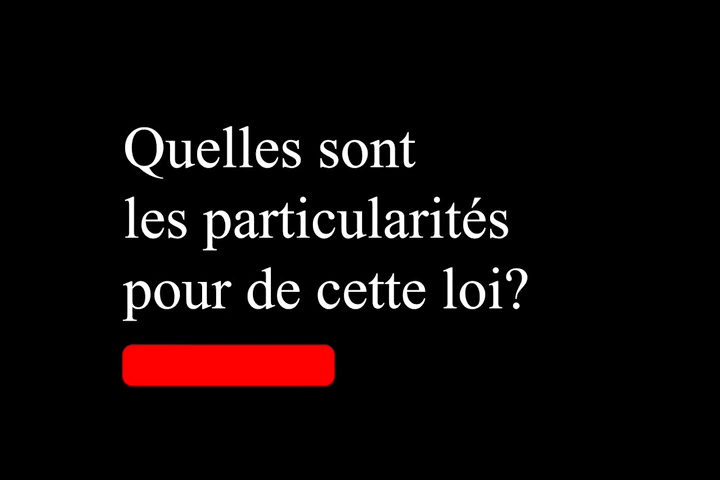 Quelles sont
les particularités
pour de cette loi?